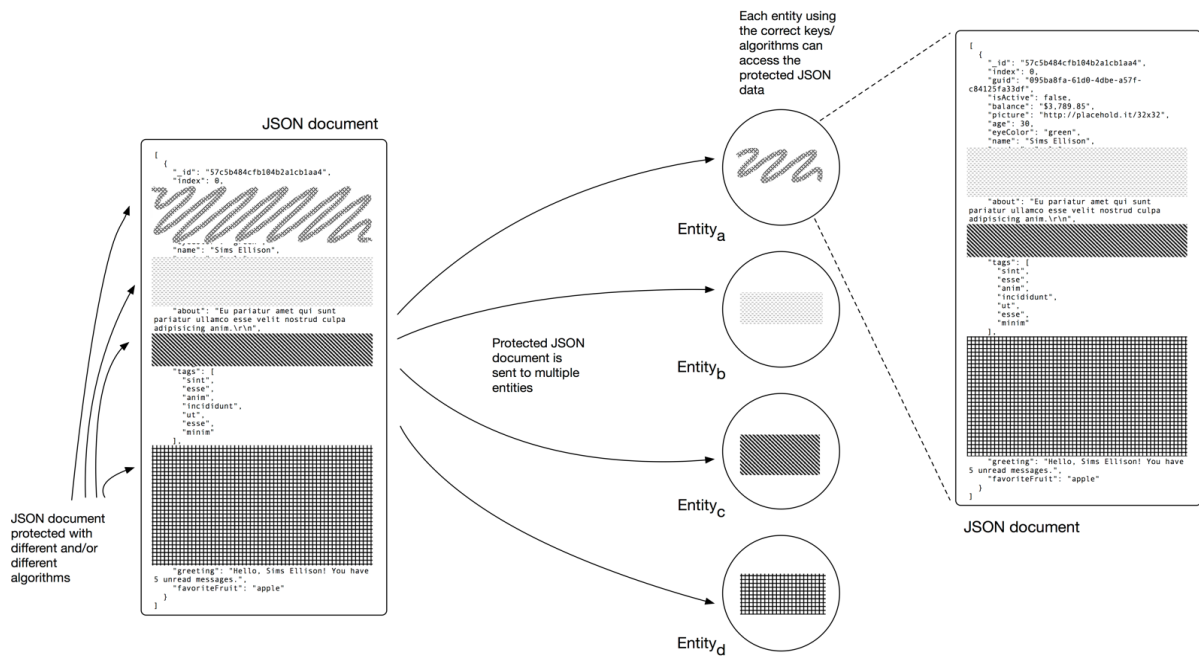 JSON document
[
{
"_id": "57c5b484cfb104b2a1cb1aa4",
"index": 0,
"name": "Sims Ellison",
"about": "Eu pariatur amet qui sunt
pariatur ullamco esse velit nostrud culpa
adipisicing anim.\r\n",
"tags": [
"sint",
"esse",
"anim",
"incididunt",
"ut",
"esse",
"minim"
],
"greeting": "Hello, Sims Ellison! You have
5 unread messages.",
"favoriteFruit": "apple"
}
]
JSON document
protected with
different and/or
different
algorithms
Protected JSON
document is
sent to multiple
entities
Each entity using
the correct keys/
algorithms can
access the
protected JSON
data
Entitya
Entityb
Entityc
Entityd
[
{
"_id": "57c5b484cfb104b2a1cb1aa4",
"index": 0,
"guid": "095ba8fa-61d0-4dbe-a57f-
c84125fa33df",
"isActive": false,
"balance": "$3,789.85",
"picture": "http://placehold.it/32x32",
"age": 30,
"eyeColor": "green",
"name": "Sims Ellison",
"about": "Eu pariatur amet qui sunt
pariatur ullamco esse velit nostrud culpa
adipisicing anim.\r\n",
"tags": [
"sint",
"esse",
"anim",
"incididunt",
"ut",
"esse",
"minim"
],
"greeting": "Hello, Sims Ellison! You have
5 unread messages.",
"favoriteFruit": "apple"
}
]
JSON document